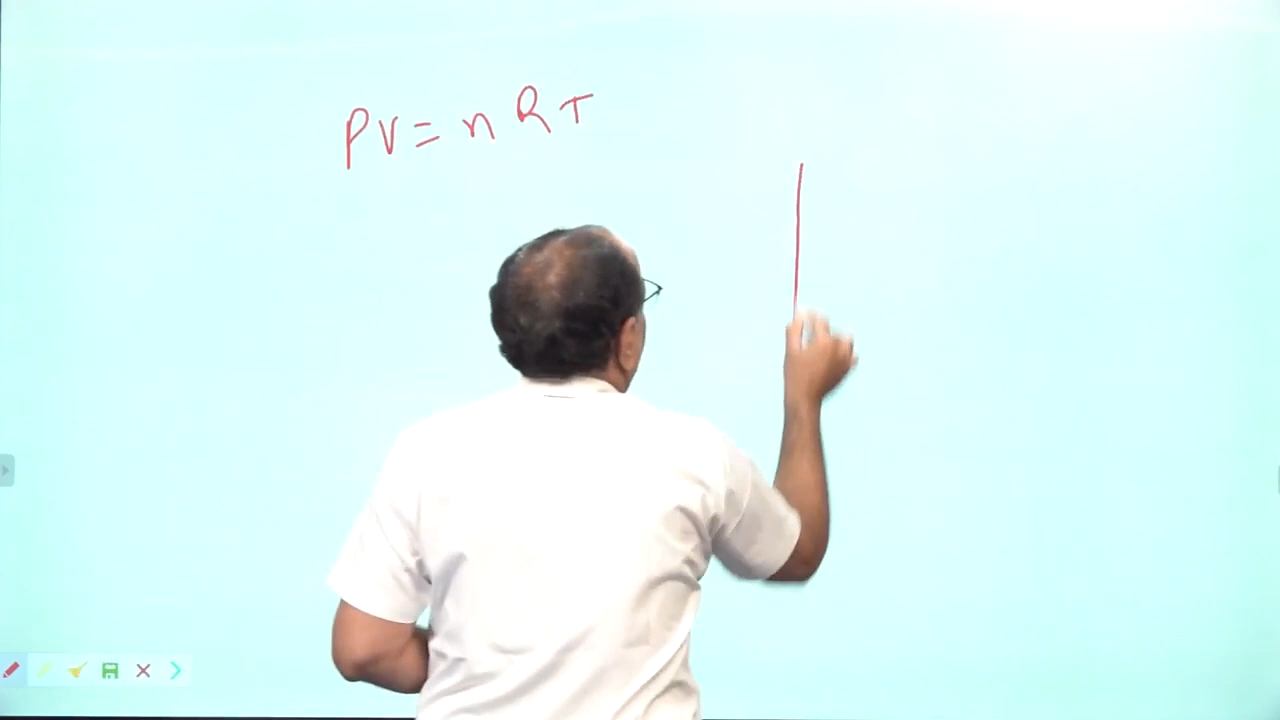 PV = nRT